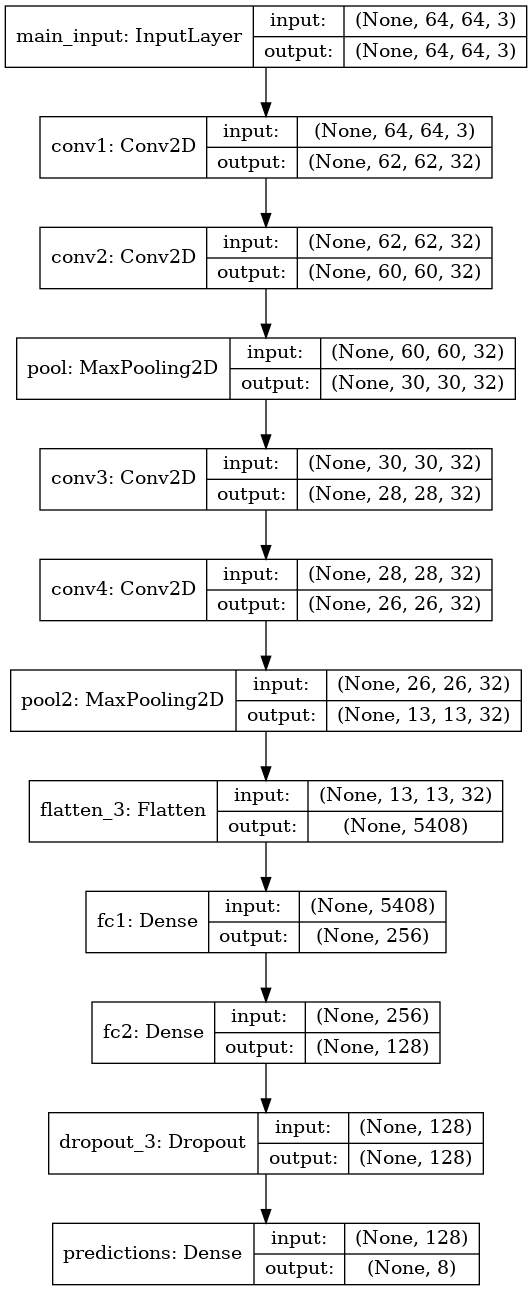 main_input: InputLayer
input: (None, 64, 64, 3)
output: (None, 64, 64, 3)
conv1: Conv2D
input: (None, 64, 64, 3)
output: (None, 62, 62, 32)
conv2: Conv2D
input: (None, 62, 62, 32)
output: (None, 60, 60, 32)
pool: MaxPooling2D
input: (None, 60, 60, 32)
output: (None, 30, 30, 32)
conv3: Conv2D
input: (None, 30, 30, 32)
output: (None, 28, 28, 32)
conv4: Conv2D
input: (None, 28, 28, 32)
output: (None, 26, 26, 32)
pool2: MaxPooling2D
input: (None, 26, 26, 32)
output: (None, 13, 13, 32)
flatten_3: Flatten
input: (None, 13, 13, 32)
output: (None, 5408)
fc1: Dense
input: (None, 5408)
output: (None, 256)
fc2: Dense
input: (None, 256)
output: (None, 128)
dropout_3: Dropout
input: (None, 128)
output: (None, 128)
predictions: Dense
input: (None, 128)
output: (None, 8)